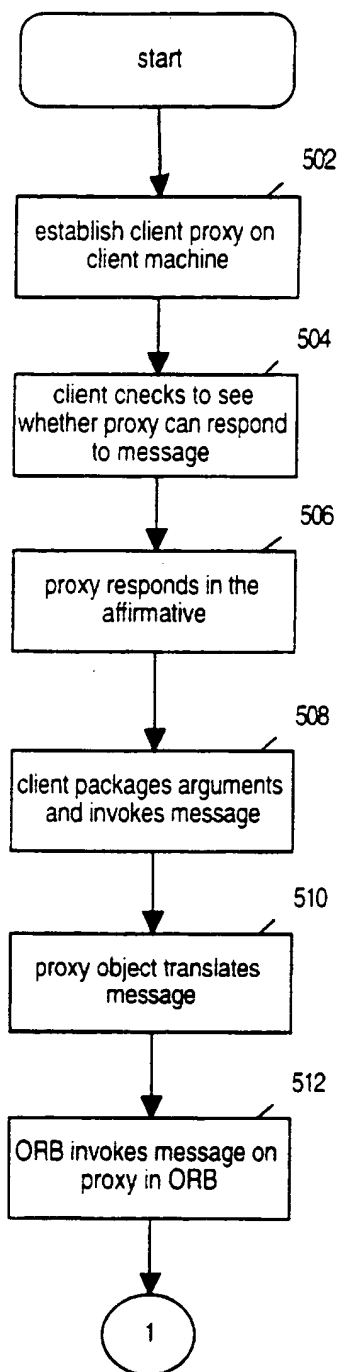 start
502
establish client proxy on
client machine
504
client cnecks to see
whether proxy can respond
to message
506
proxy responds in the
affirmative
508
client packages arguments
and invokes message
510
proxy object translates
message
512
ORB invokes message on
proxy in ORB
1